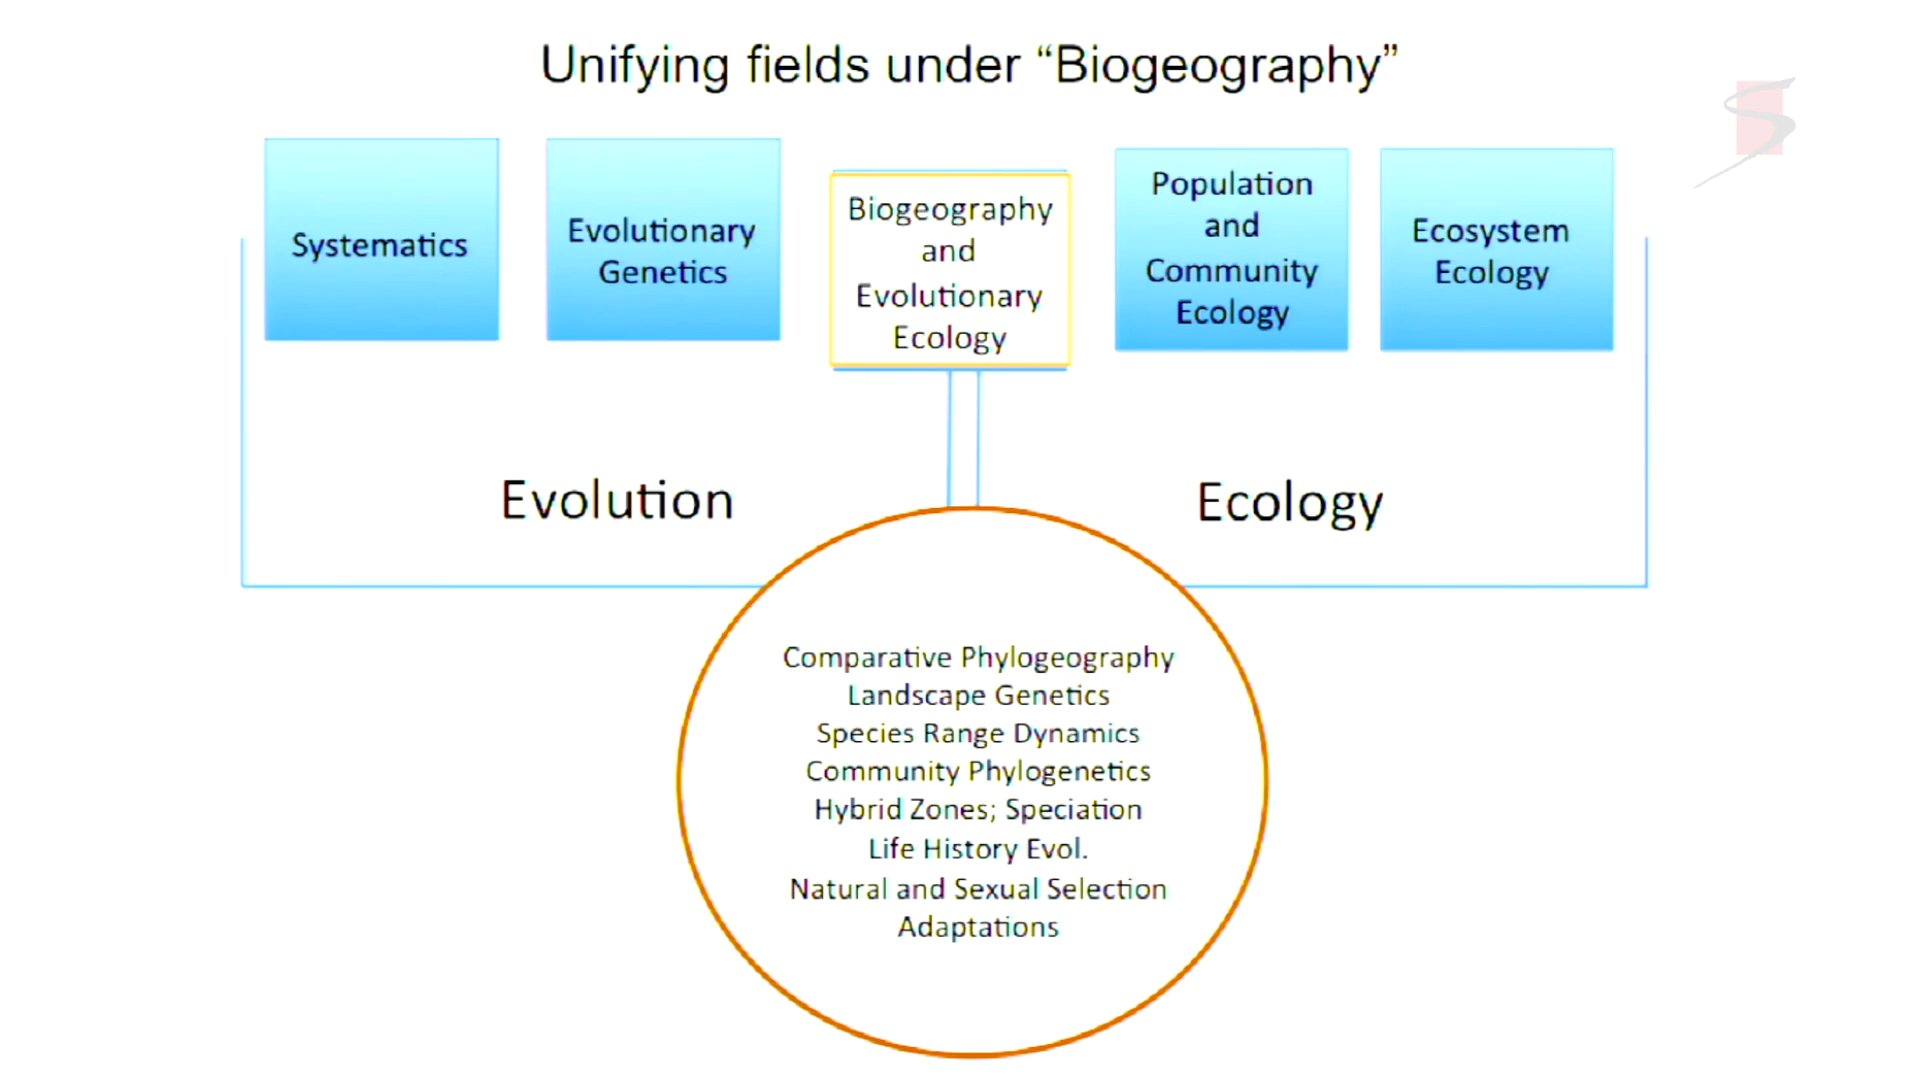 Unifying fields under “Biogeography”
Systematics
Evolutionary
Genetics
Biogeography
and
Evolutionary
Ecology
Population
and
Community
Ecology
Ecosystem
Ecology
Evolution
Ecology
Comparative Phylogeography
Landscape Genetics
Species Range Dynamics
Community Phylogenetics
Hybrid Zones; Speciation
Life History Evol.
Natural and Sexual Selection
Adaptations